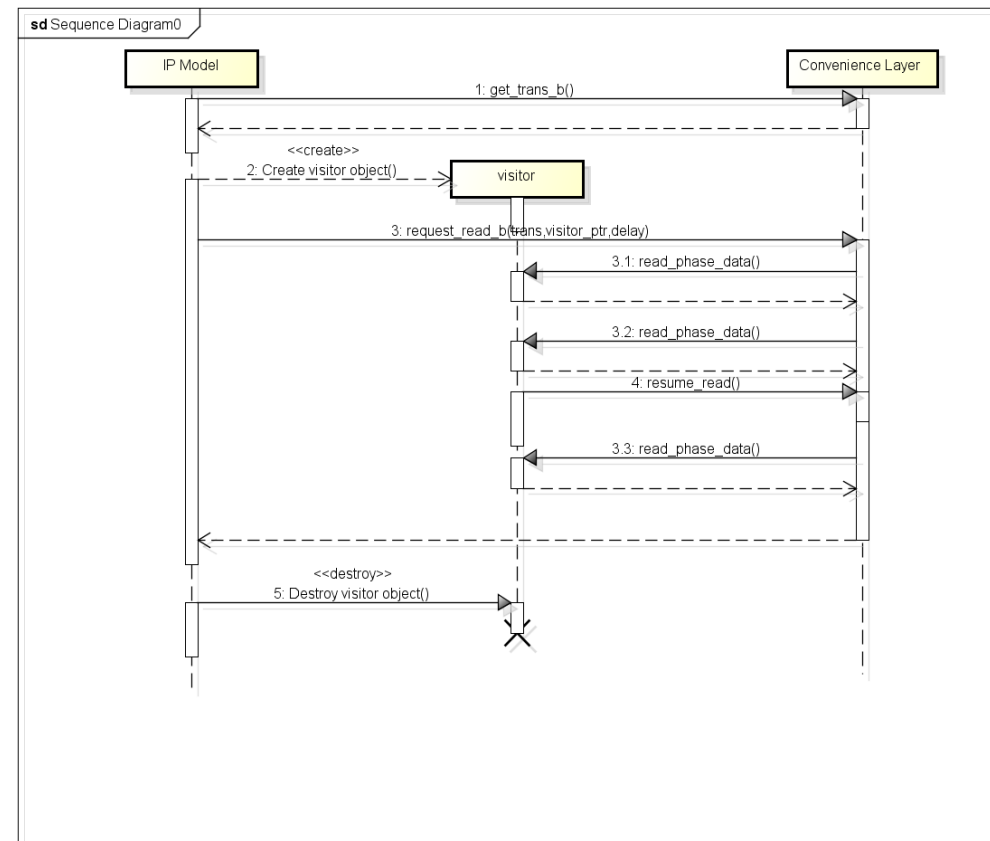 sd Sequence Diagram0
IP Model
Convenience Layer
1: get_trans_b()
<<create>>
2: Create visitor object()
visitor
3: request_read_b(trans,visitor_ptr,delay)
3.1: read_phase_data()
3.2: read_phase_data()
4: resume_read()
3.3: read_phase_data()
<<destroy>>
5: Destroy visitor object()